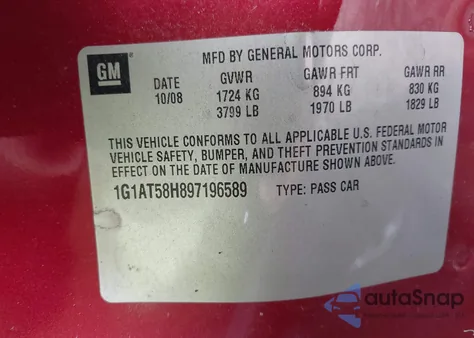 GM
MFD BY GENERAL MOTORS CORP.
DATE GVWR GAWR FRT GAWR RR
10/08 1724 KG 894 KG 830 KG
3799 LB 1970 LB 1829 LB
THIS VEHICLE CONFORMS TO ALL APPLICABLE U.S. FEDERAL MOTOR
VEHICLE SAFETY, BUMPER, AND THEFT PREVENTION STANDARDS IN
EFFECT ON THE DATE OF MANUFACTURE SHOWN ABOVE.
1G1AT58H897196589 TYPE: PASS CAR
autoSnap